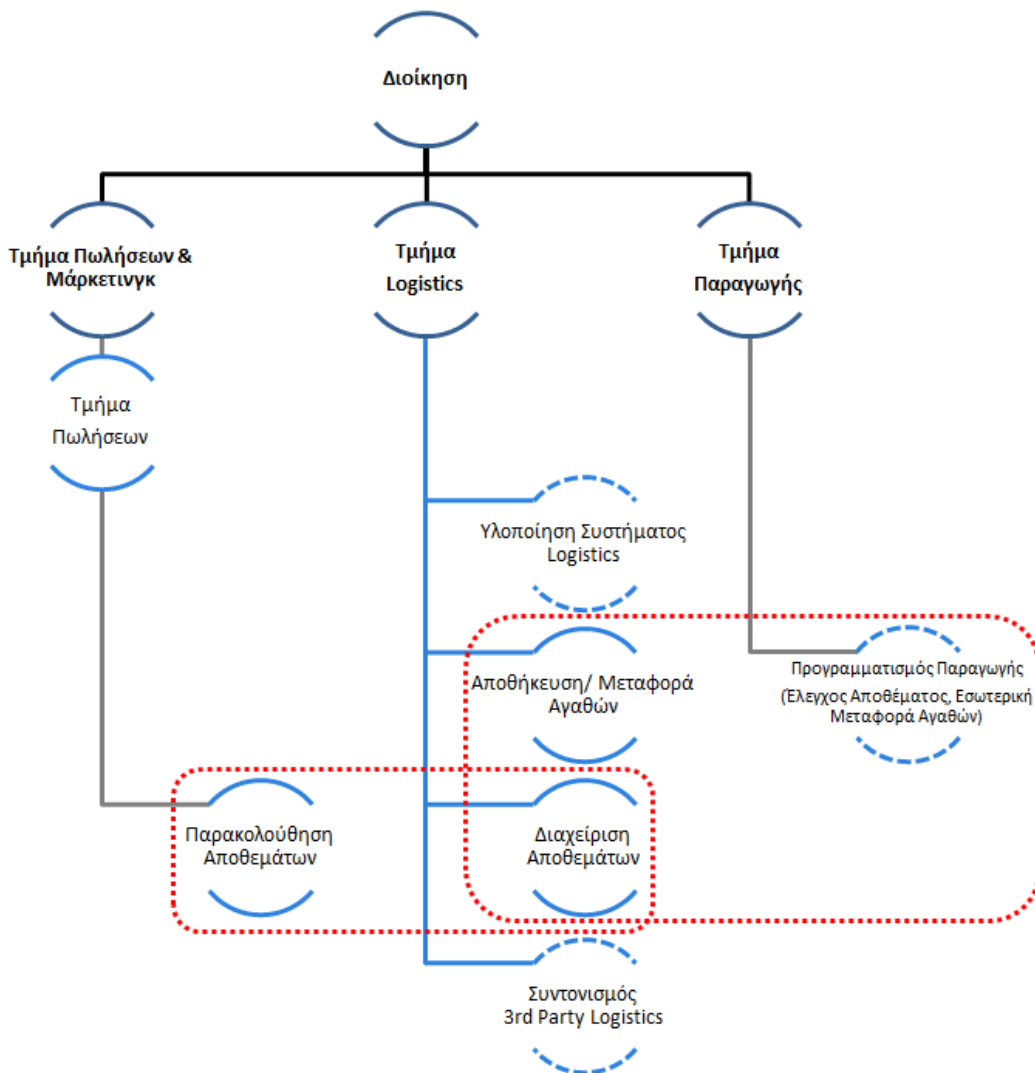 Διοίκηση
Τμήμα Πωλήσεων &
Μάρκετινγκ
Τμήμα
Logistics
Τμήμα
Παραγωγής
Τμήμα
Πωλήσεων
Υλοποίηση Συστήματος
Logistics
Αποθήκευση/ Μεταφορά
Αγαθών
Προγραμματισμός Παραγωγής
(Έλεγχος Αποθέματος, Εσωτερική
Μεταφορά Αγαθών)
Παρακολούθηση
Αποθεμάτων
Διαχείριση
Αποθεμάτων
Συντονισμός
3rd Party Logistics